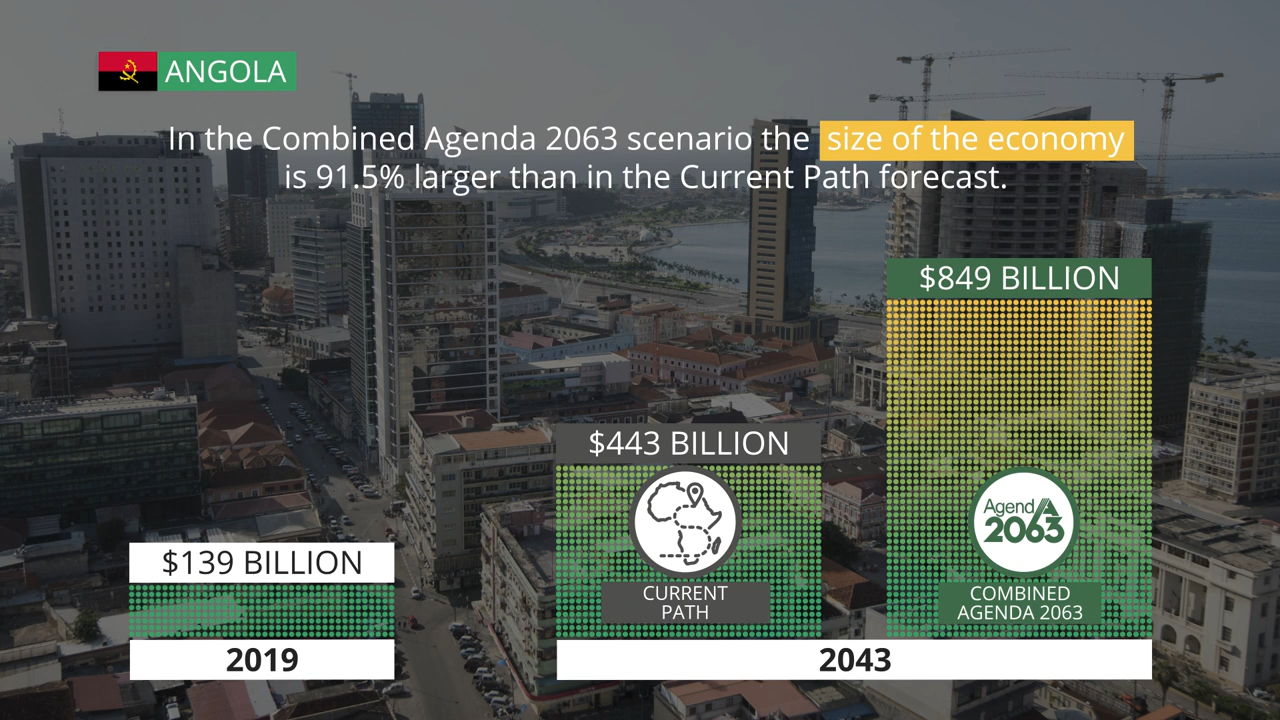 ANGOLA
In the Combined Agenda 2063 scenario the size of the economy
is 91.5% larger than in the Current Path forecast.
$849 BILLION
$443 BILLION
Agenda
2063
$139 BILLION
CURRENT
PATH
COMBINED
AGENDA 2063
2019
2043